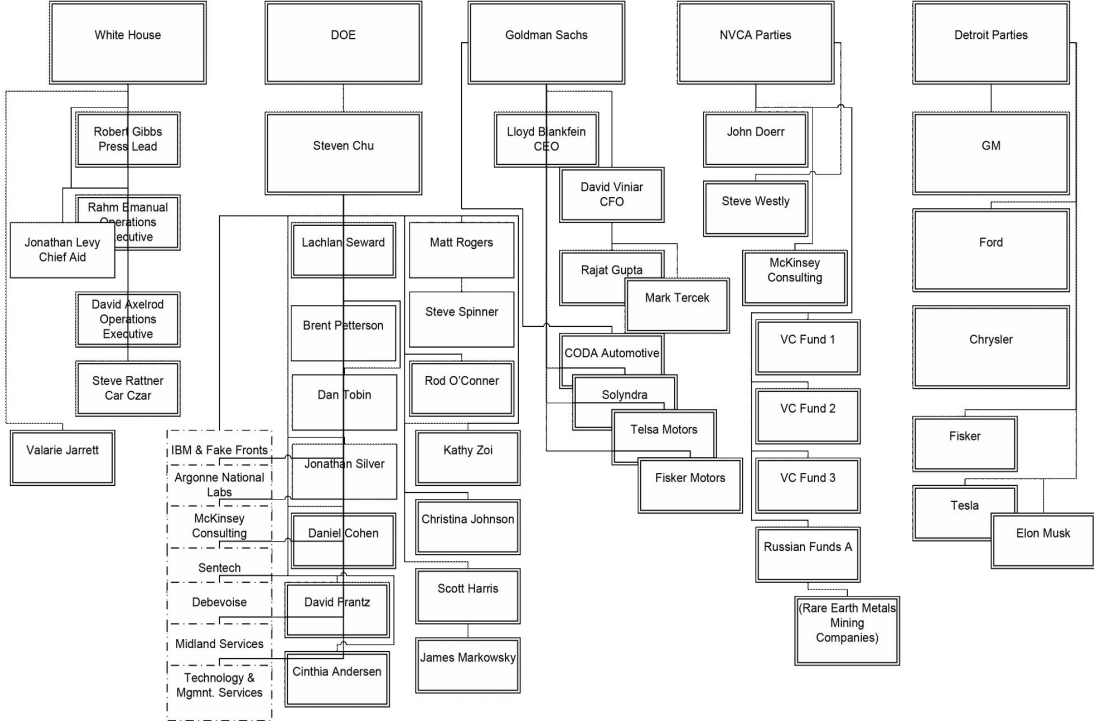 White House
DOE
Goldman Sachs
NVCA Parties
Detroit Parties
Robert Gibbs
Press Lead
Steven Chu
Lloyd Blankfein
CEO
John Doerr
GM
David Viniar
CFO
Steve Westly
Rahm Emanual
Operations
Executive
Jonathan Levy
Chief Aid
Lachlan Seward
Matt Rogers
Rajat Gupta
McKinsey
Consulting
Ford
Mark Tercek
David Axelrod
Operations
Executive
Brent Petterson
Steve Spinner
VC Fund 1
Chrysler
CODA Automotive
Steve Rattner
Car Czar
Dan Tobin
Rod O'Conner
Solyndra
VC Fund 2
Telsa Motors
Valarie Jarrett
IBM & Fake Fronts
Jonathan Silver
Kathy Zoi
Fisker Motors
VC Fund 3
Fisker
Argonne National
Labs
McKinsey
Consulting
Daniel Cohen
Christina Johnson
Russian Funds A
Tesla
Elon Musk
Sentech
Debevoise
David Frantz
Scott Harris
(Rare Earth Metals
Mining
Companies)
Midland Services
Technology &
Mgmnt. Services
Cinthia Andersen
James Markowsky